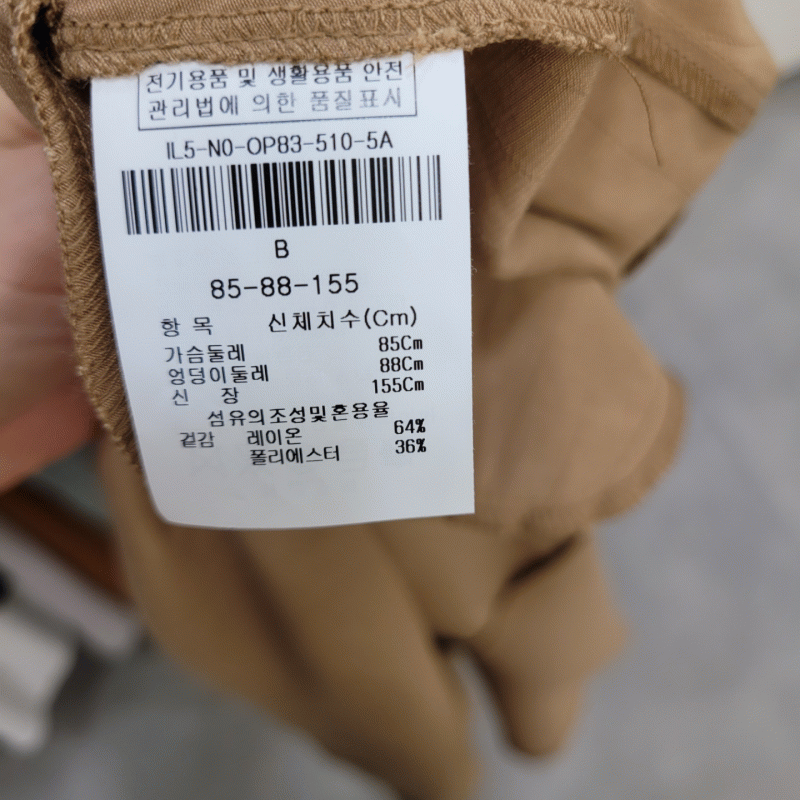 전기용품 및 생활용품 안전
관리법에 의한 품질표시
IL5-N0-OP83-510-5A
B
85-88-155
항 목 신체치수(Cm)
가슴둘레 85Cm
엉덩이둘레 88Cm
신 장 155Cm
섬유의조성및혼용율
겉감 레이온 64%
폴리에스터 36%